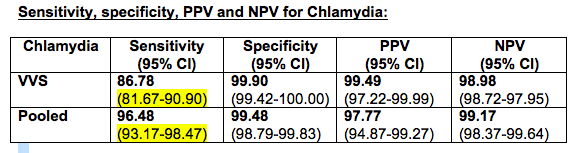 Sensitivity, specificity, PPV and NPV for Chlamydia:
Chlamydia Sensitivity Specificity PPV NPV
(95% CI) (95% CI) (95% CI) (95% CI)
VVS 86.78 99.90 99.49 98.98
(81.67-90.90) (99.42-100.00) (97.22-99.99) (98.72-97.95)
Pooled 96.48 99.48 97.77 99.17
(93.17-98.47) (98.79-99.83) (94.87-99.27) (98.37-99.64)